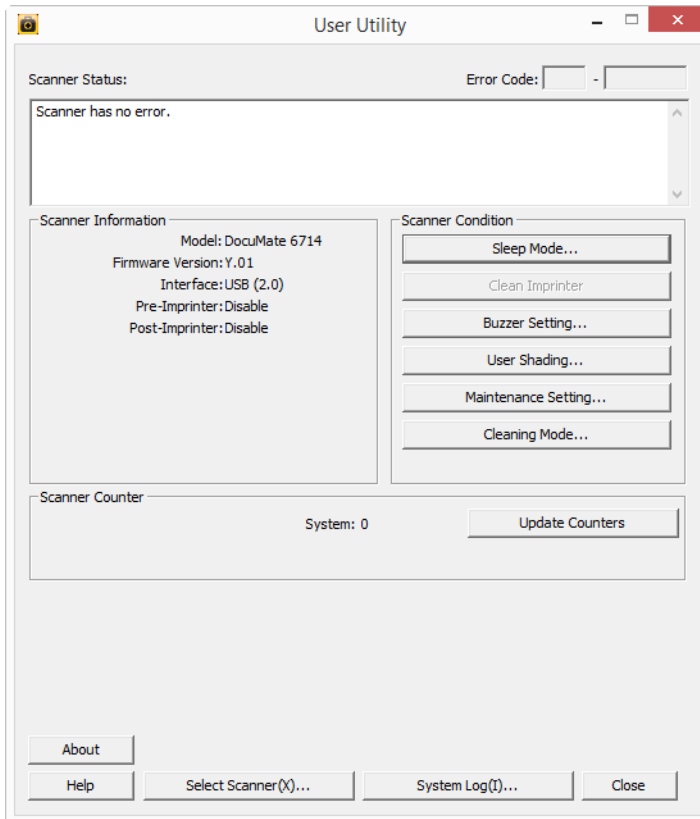 User Utility
Scanner Status:
Error Code:
-
Scanner has no error.
Scanner Information
Model: DocuMate 6714
Firmware Version: Y.01
Interface: USB (2.0)
Pre-Imprinter: Disable
Post-Imprinter: Disable
Scanner Condition
Sleep Mode...
Clean Imprinter
Buzzer Setting...
User Shading...
Maintenance Setting...
Cleaning Mode...
Scanner Counter
System: 0
Update Counters
About
Help
Select Scanner(X)...
System Log(I)...
Close